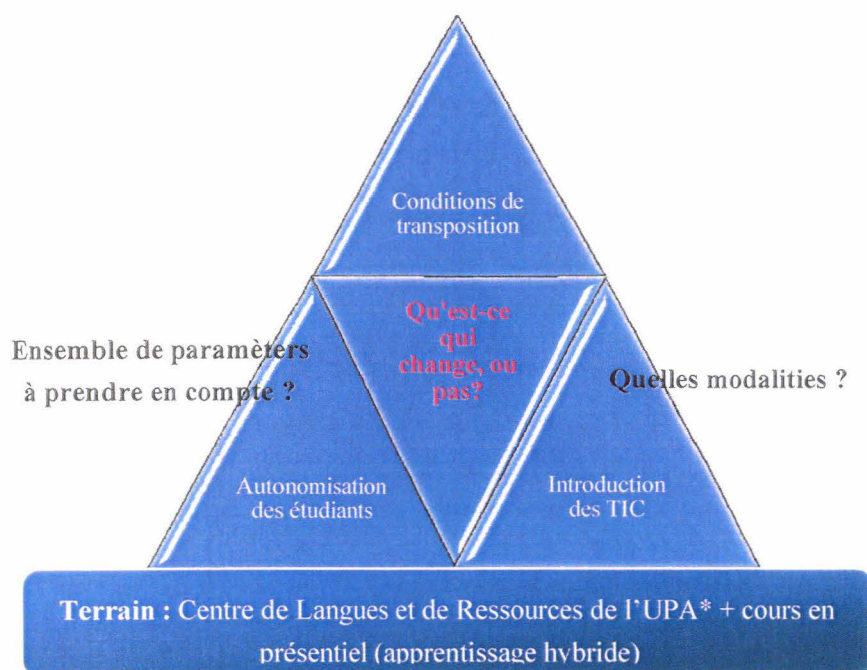 Conditions de
transposition
Qu'est-ce
qui
change, ou
pas?
Ensemble de paramèters
à prendre en compte ?
Quelles modalities ?
Autonomisation
des étudiants
Introduction
des TIC
Terrain : Centre de Langues et de Ressources de l'UPA* + cours en
présentiel (apprentissage hybride)